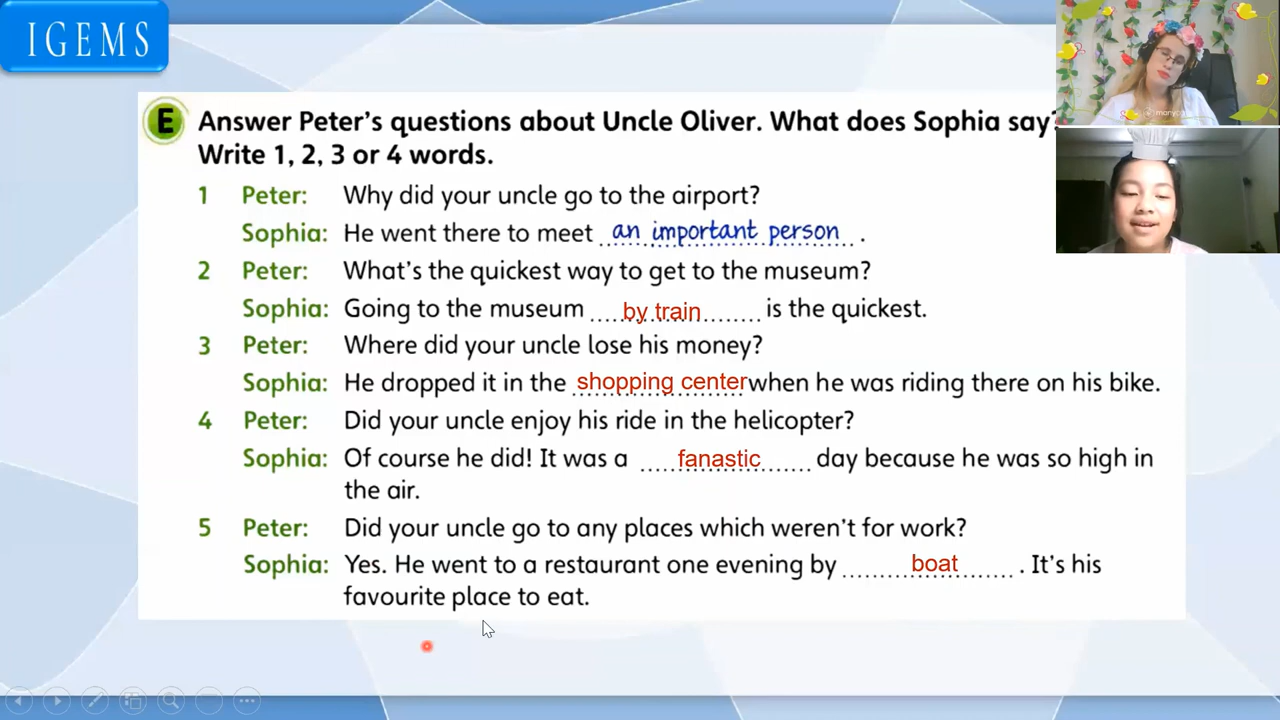 IGEMS
E Answer Peter's questions about Uncle Oliver. What does Sophia say?
Write 1, 2, 3 or 4 words.
1 Peter: Why did your uncle go to the airport?
Sophia: He went there to meet an important person .
2 Peter: What's the quickest way to get to the museum?
Sophia: Going to the museum by train is the quickest.
3 Peter: Where did your uncle lose his money?
Sophia: He dropped it in the shopping center when he was riding there on his bike.
4 Peter: Did your uncle enjoy his ride in the helicopter?
Sophia: Of course he did! It was a fanastic day because he was so high in
the air.
5 Peter: Did your uncle go to any places which weren't for work?
Sophia: Yes. He went to a restaurant one evening by boat . It's his
favourite place to eat.